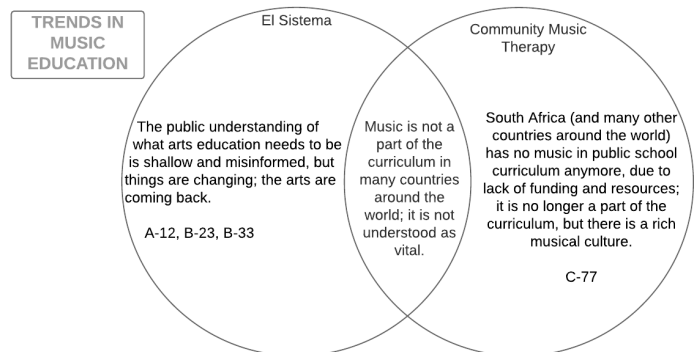 TRENDS IN
MUSIC
EDUCATION
El Sistema
Community Music
Therapy
The public understanding of
what arts education needs to be
is shallow and misinformed, but
things are changing; the arts are
coming back.
A-12, B-23, B-33
Music is not a
part of the
curriculum in
many countries
around the
world; it is not
understood as
vital.
South Africa (and many other
countries around the world)
has no music in public school
curriculum anymore, due to
lack of funding and resources;
it is no longer a part of the
curriculum, but there is a rich
musical culture.
C-77